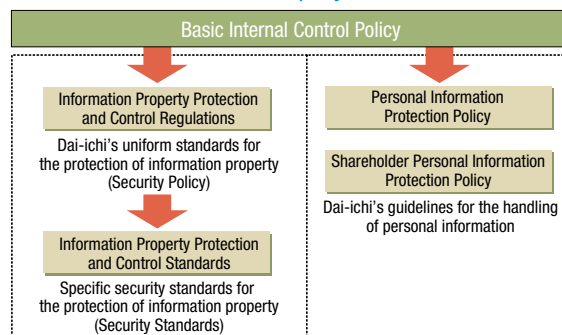 Basic Internal Control Policy
Information Property Protection
and Control Regulations
Dai-ichi's uniform standards for
the protection of information property
(Security Policy)
Information Property Protection
and Control Standards
Specific security standards for
the protection of information property
(Security Standards)
Personal Information
Protection Policy
Shareholder Personal Information
Protection Policy
Dai-ichi's guidelines for the handling
of personal information